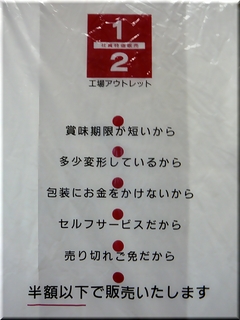 1
2
工場アウトレット
賞味期限が短いから
多少変形しているから
包装にお金をかけないから
セルフサービスだから
売り切れご免だから
半額以下で販売いたします